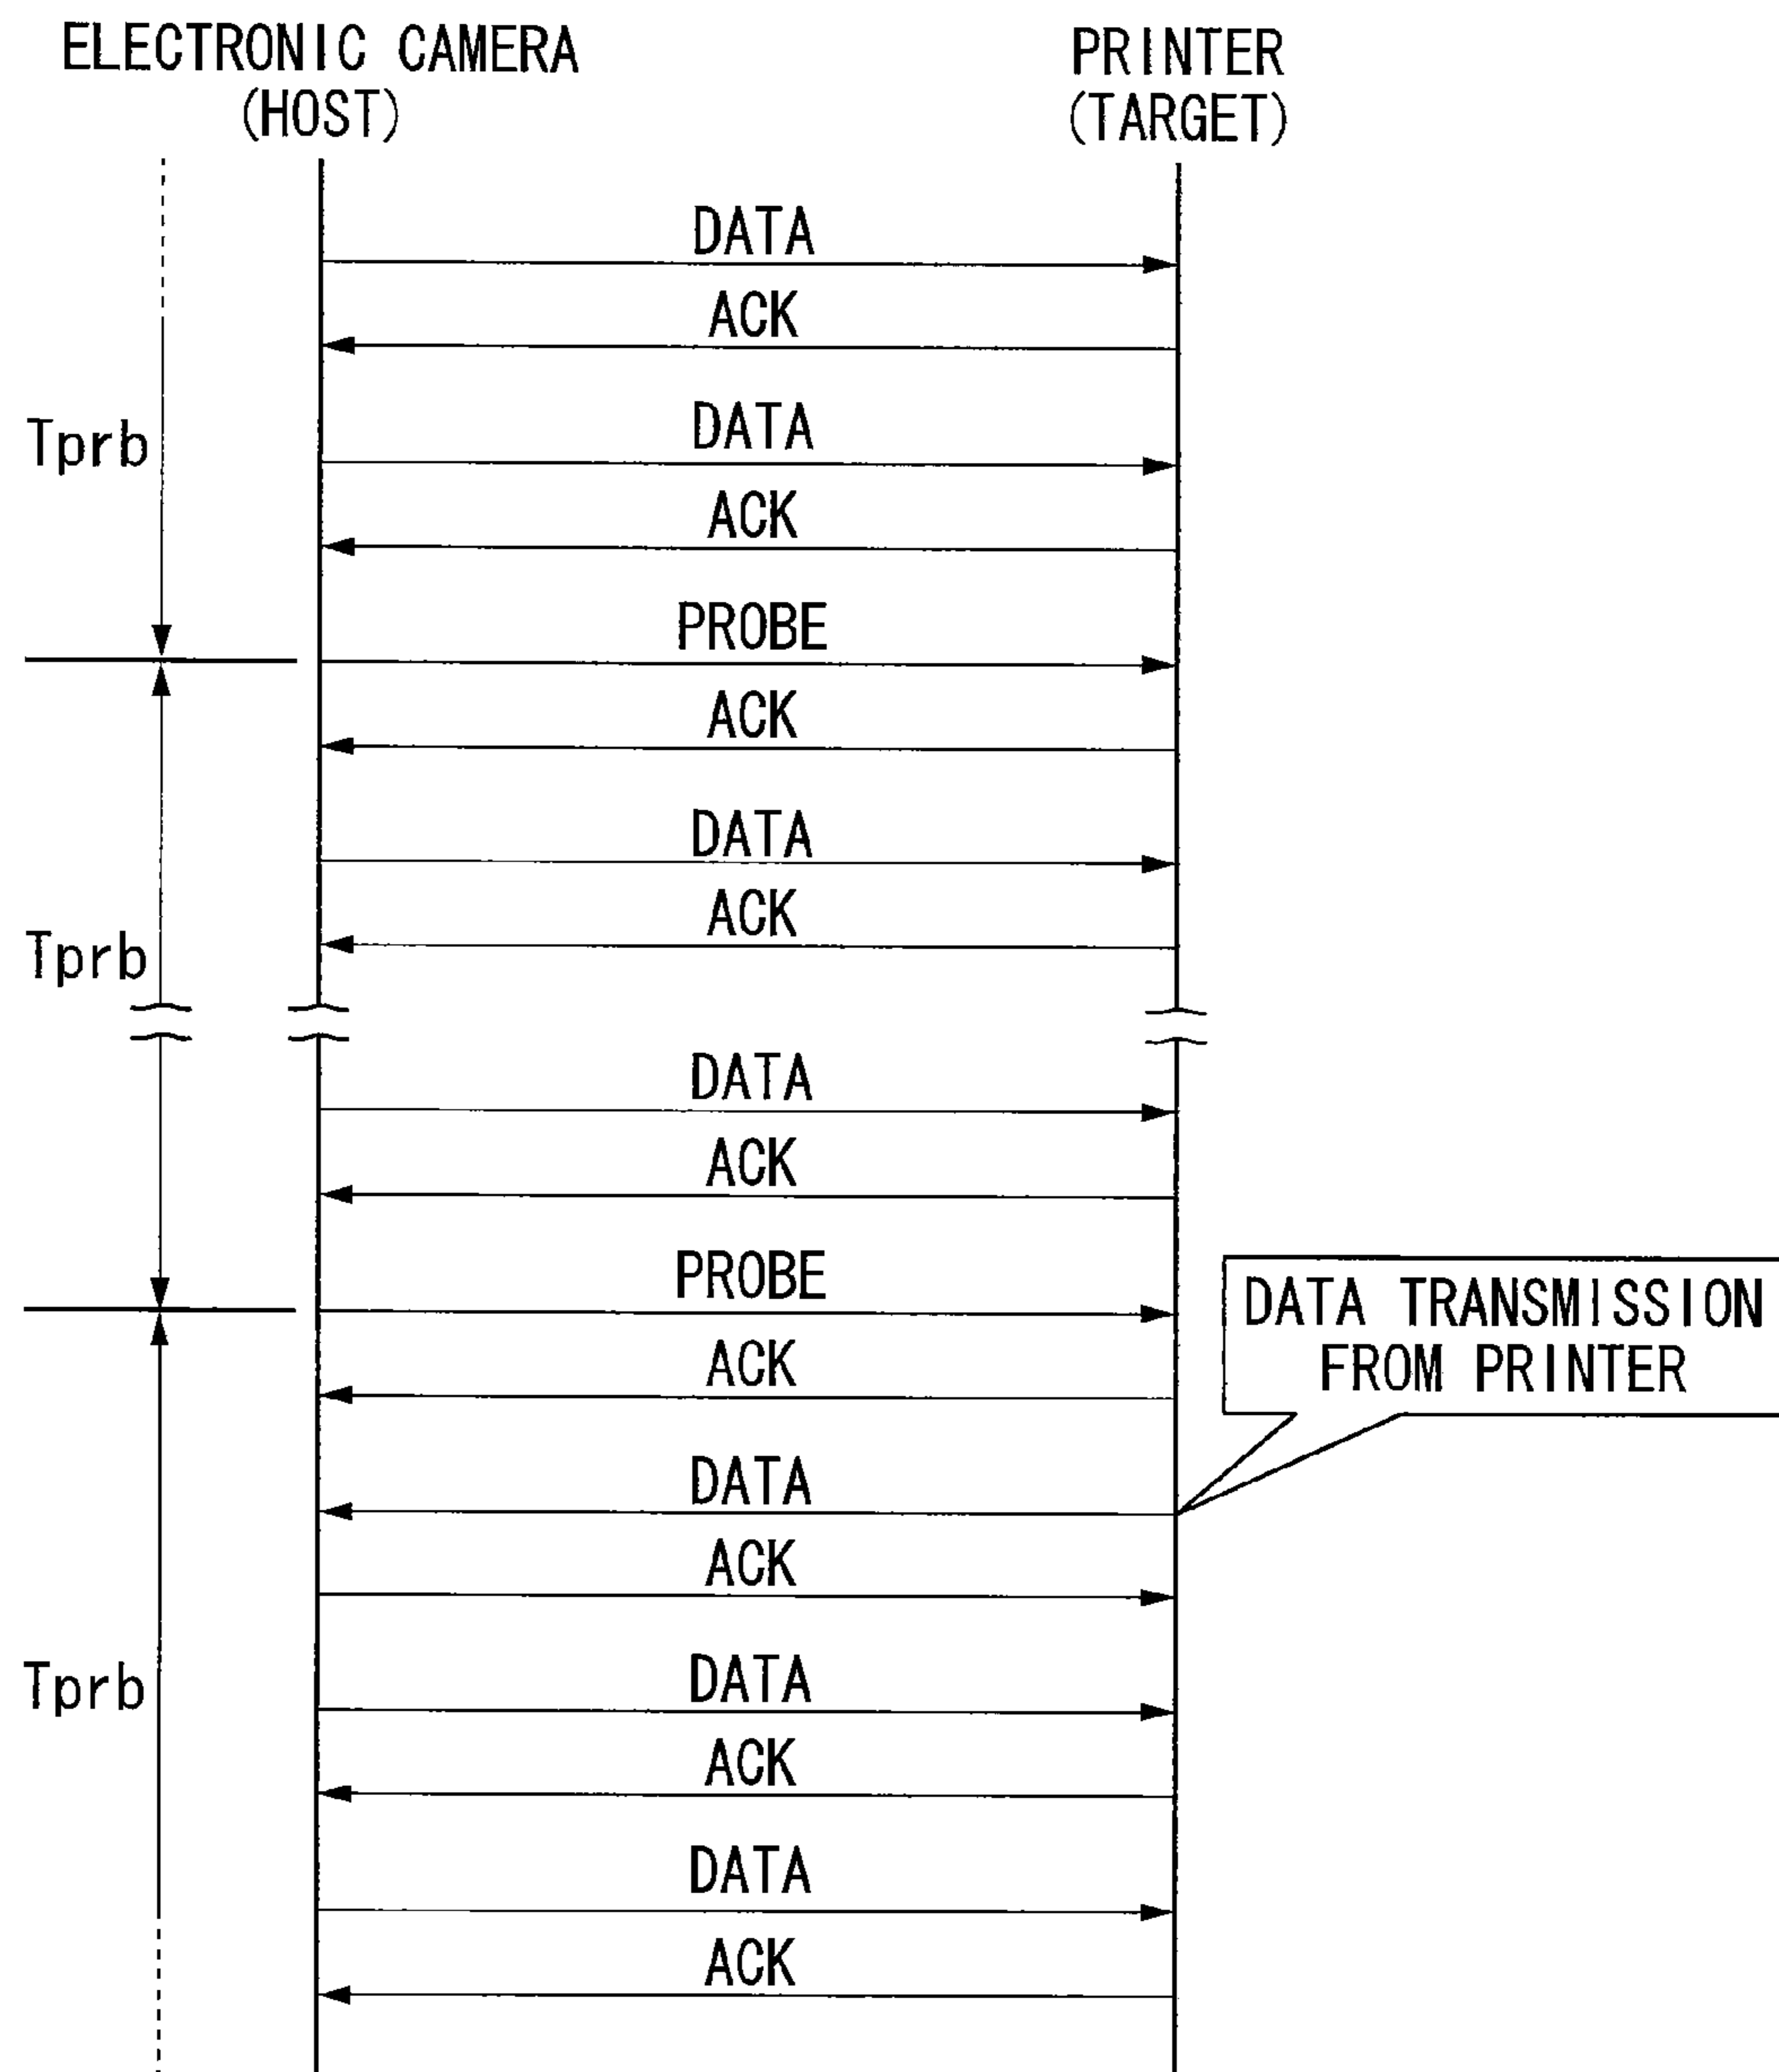 ELECTRONIC CAMERA
(HOST)
PRINTER
(TARGET)
DATA
ACK
DATA
Tprb
ACK
PROBE
ACK
DATA
ACK
Tprb
DATA
ACK
PROBE
DATA TRANSMISSION
FROM PRINTER
ACK
DATA
ACK
DATA
Tprb
ACK
DATA
ACK